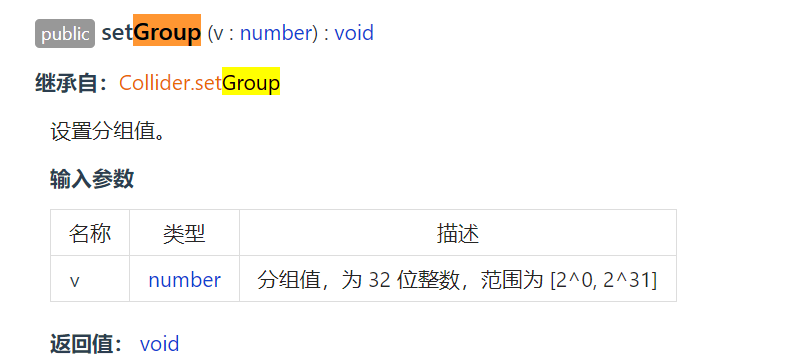 public setGroup (v : number) : void
继承自：Collider.setGroup
设置分组值。
输入参数
名称 类型 描述
v number 分组值，为 32 位整数，范围为 [2^0, 2^31]
返回值： void